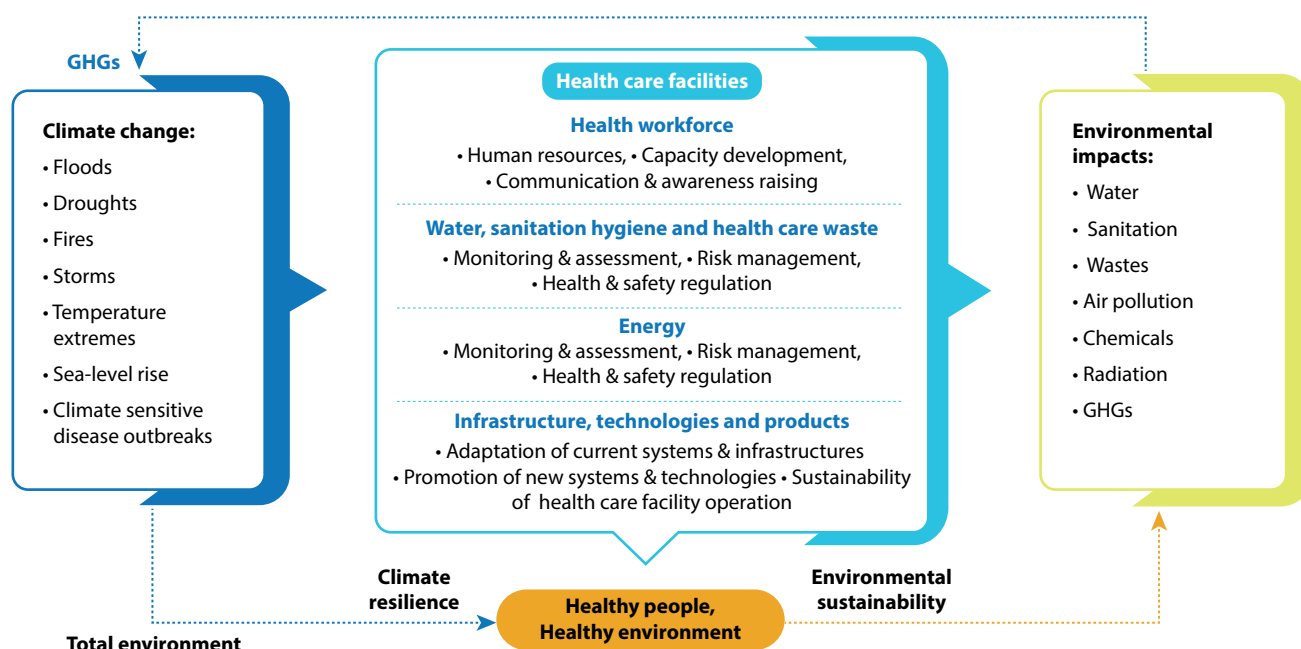 GHGs
Climate change:
• Floods
• Droughts
• Fires
• Storms
• Temperature
extremes
• Sea-level rise
• Climate sensitive
disease outbreaks
Health care facilities
Health workforce
• Human resources, • Capacity development,
• Communication & awareness raising
Water, sanitation hygiene and health care waste
• Monitoring & assessment, • Risk management,
• Health & safety regulation
Energy
• Monitoring & assessment, • Risk management,
• Health & safety regulation
Infrastructure, technologies and products
• Adaptation of current systems & infrastructures
• Promotion of new systems & technologies • Sustainability
of health care facility operation
Environmental
impacts:
• Water
• Sanitation
• Wastes
• Air pollution
• Chemicals
• Radiation
• GHGs
Climate
resilience
Healthy people,
Healthy environment
Environmental
sustainability
Total environment